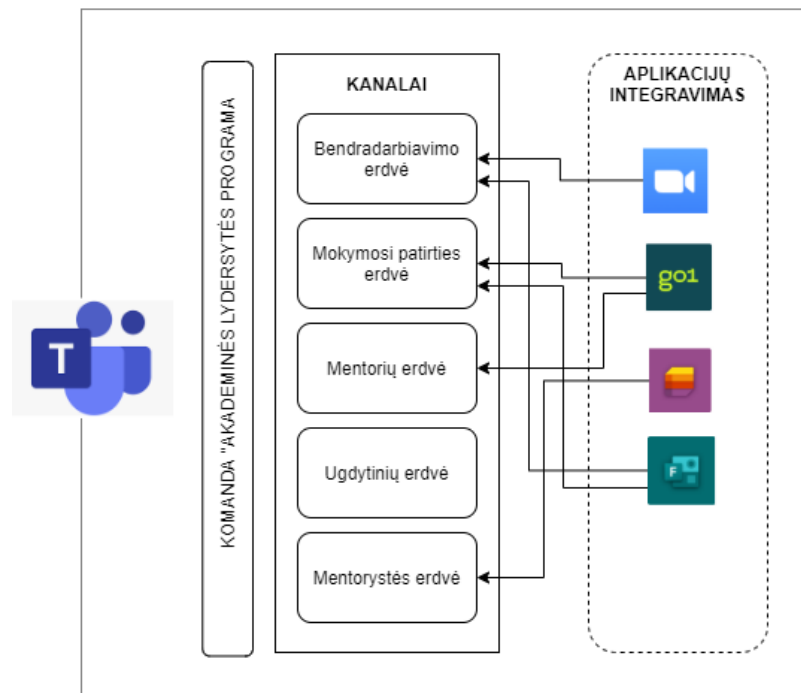 KOMANDA "AKADEMINĖS LYDERSYTĖS PROGRAMA
KANALAI
Bendradarbiavimo
erdvė
Mokymosi patirties
erdvė
Mentorių erdvė
Ugdytinių erdvė
Mentorystės erdvė
APLIKACIJŲ
INTEGRAVIMAS
go1
F
T